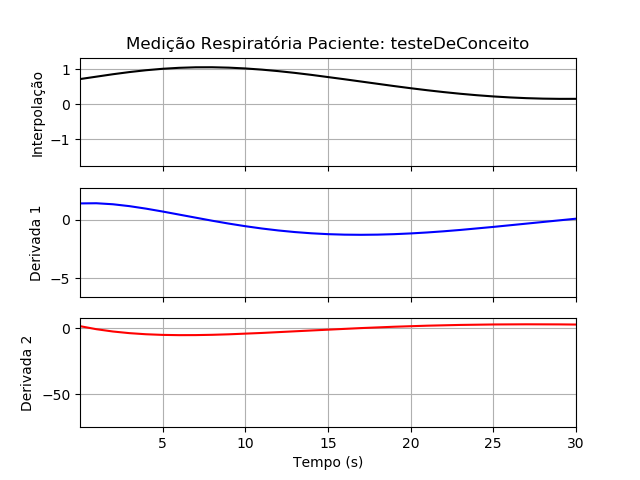 Medição Respiratória Paciente: testeDeConceito
Interpolação
1
0
−1
Derivada 1
0
−5
Derivada 2
0
−50
5 10 15 20 25 30
Tempo (s)